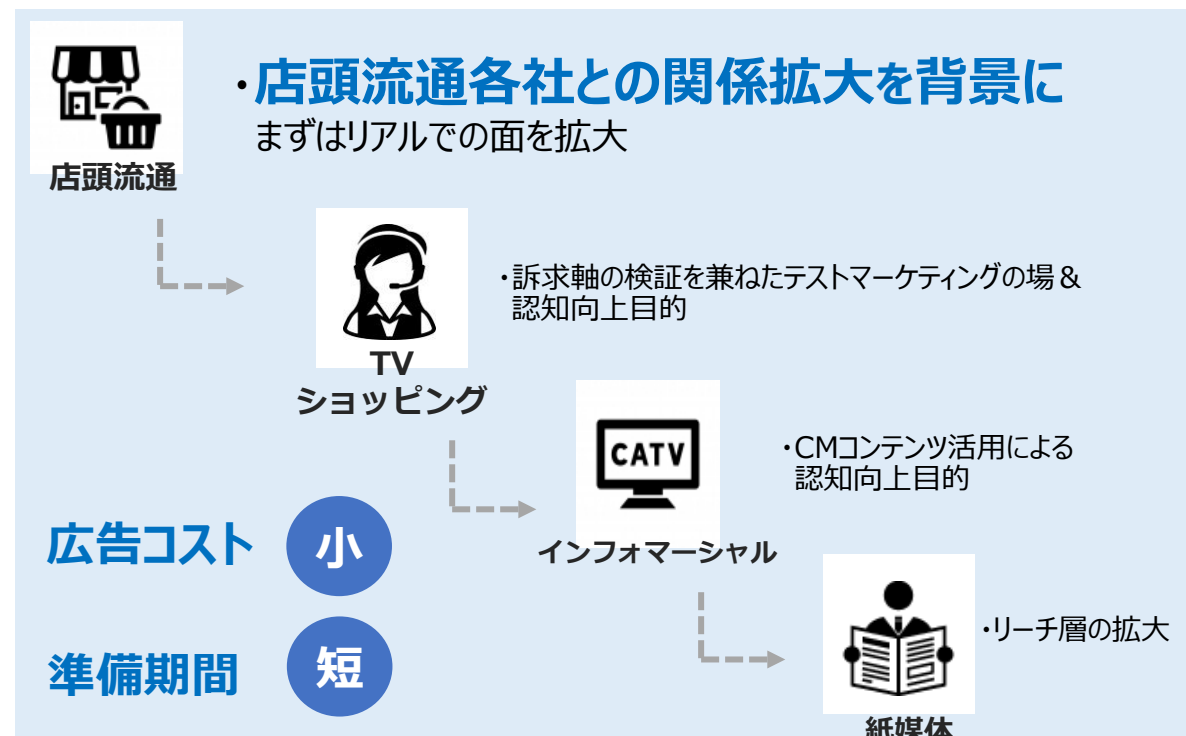 ・店頭流通各社との関係拡大を背景に
まずはリアルでの面を拡大
店頭流通
・訴求軸の検証を兼ねたテストマーケティングの場＆
認知向上目的
TV
ショッピング
CATV
・CMコンテンツ活用による
認知向上目的
インフォマーシャル
広告コスト 小
・リーチ層の拡大
準備期間 短
紙媒体